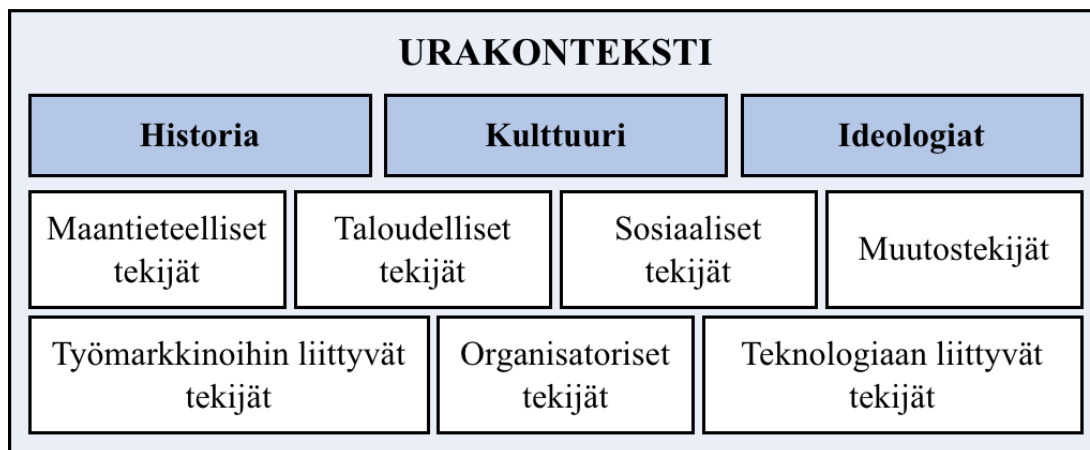 URAKONTEKSTI
Historia
Kulttuuri
Ideologiat
Maantieteelliset
tekijät
Taloudelliset
tekijät
Sosiaaliset
tekijät
Muutostekijät
Työmarkkinoihin liittyvät
tekijät
Organisatoriset
tekijät
Teknologiaan liittyvät
tekijät